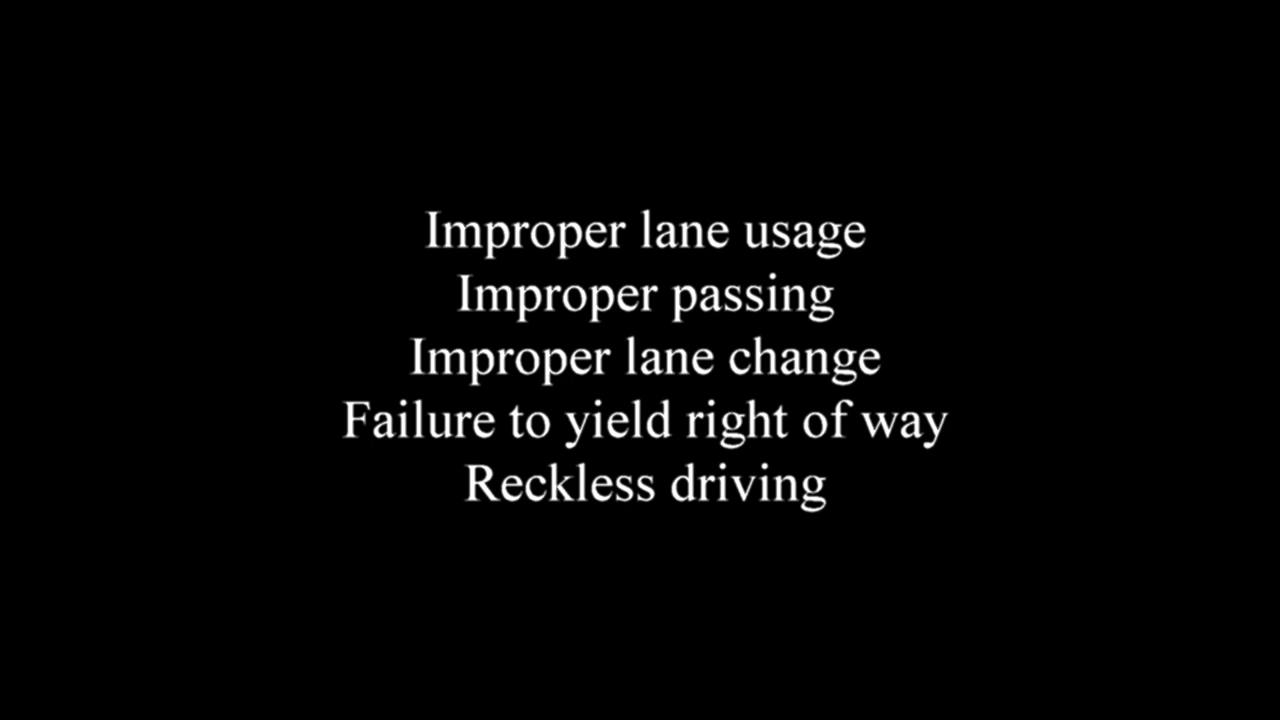 Improper lane usage
Improper passing
Improper lane change
Failure to yield right of way
Reckless driving